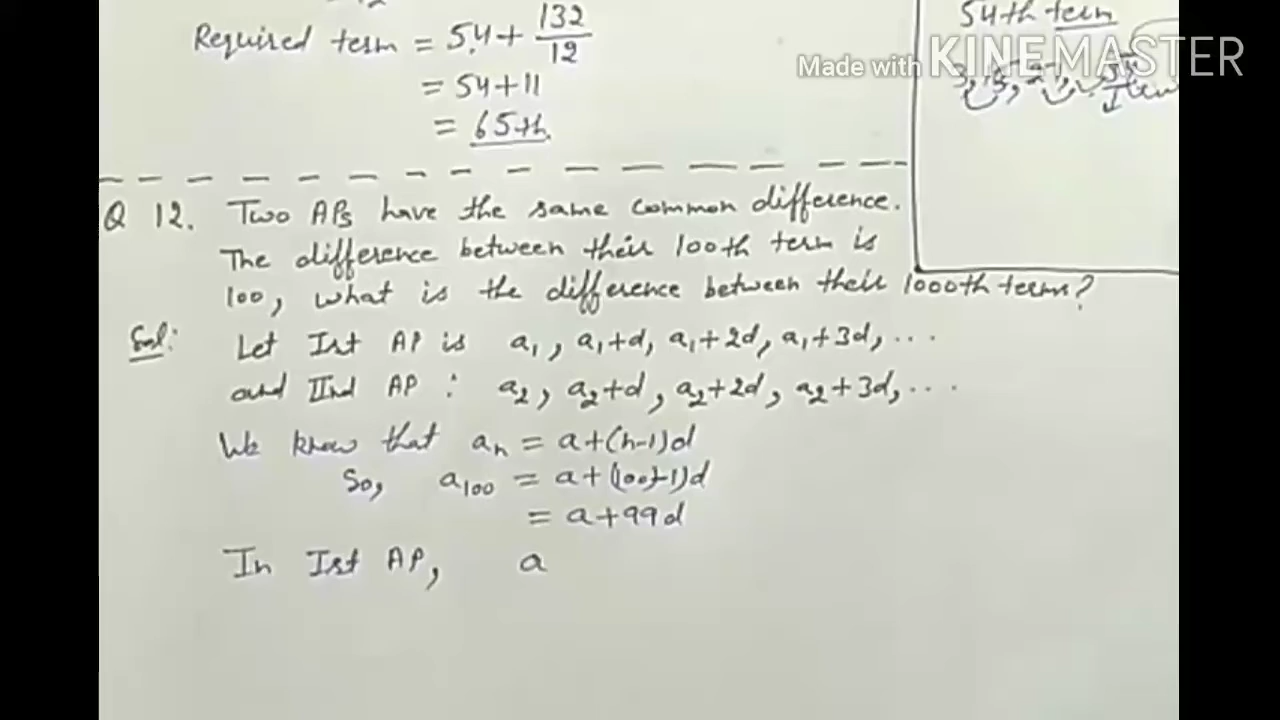 Required term = 54 + 132/12
= 54+11
= 65th.
54th term
Made with KINEMASTER
Q 12. Two APs have the same common difference.
The difference between their 100th term is
100, what is the difference between their 1000th terms?
Sol: Let Ist AP is a₁, a₁+d, a₁+2d, a₁+3d, ...
and IInd AP : a₂, a₂+d, a₂+2d, a₂+3d, ...
We know that aₙ = a+(n-1)d
So, a₁₀₀ = a+(100-1)d
= a+99d
In Ist AP, a